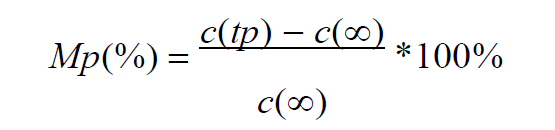 Mp(%) = c(tp) − c(∞) / c(∞) *100%